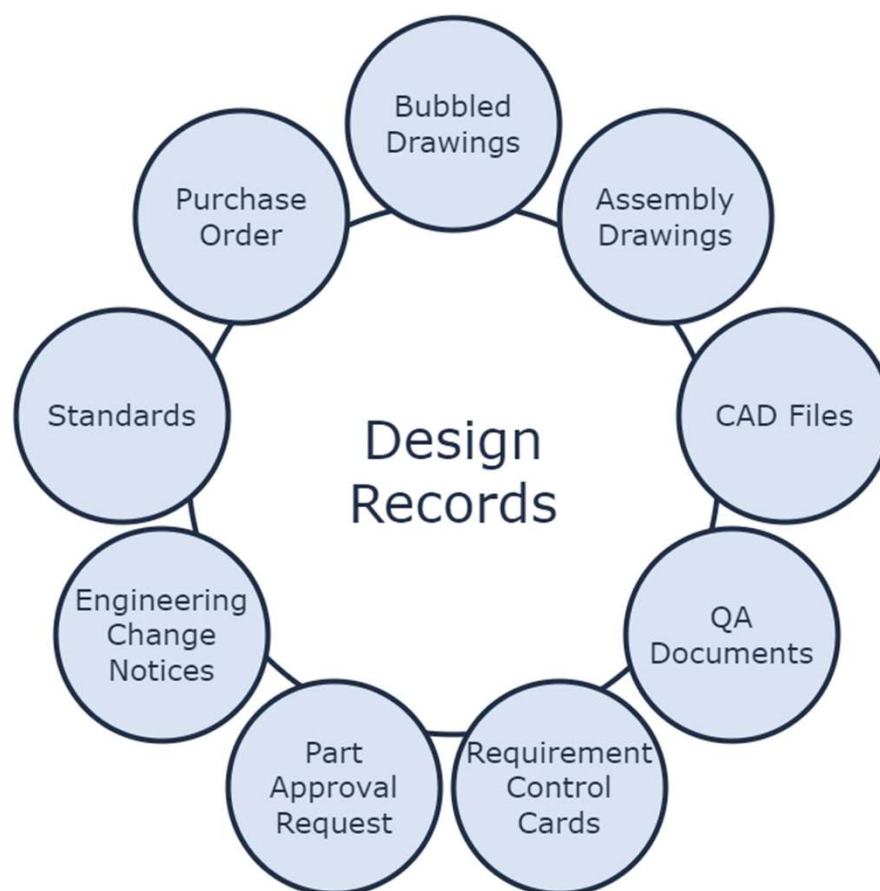 Bubbled
Drawings
Assembly
Drawings
CAD Files
QA
Documents
Requirement
Control
Cards
Part
Approval
Request
Engineering
Change
Notices
Standards
Purchase
Order
Design
Records